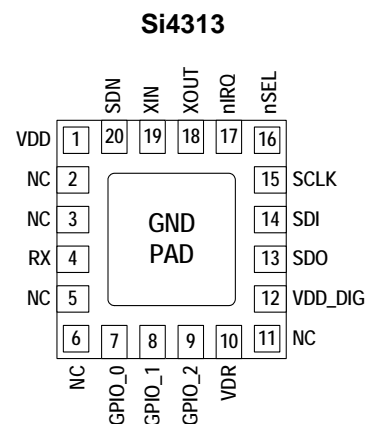 Si4313
SDN
XIN
XOUT
nIRQ
nSEL
VDD 1 20 19 18 17 16
NC 2 15 SCLK
NC 3 14 SDI
GND
PAD
RX 4 13 SDO
NC 5 12 VDD_DIG
6 7 8 9 10 11 NC
NC
GPIO_0
GPIO_1
GPIO_2
VDR